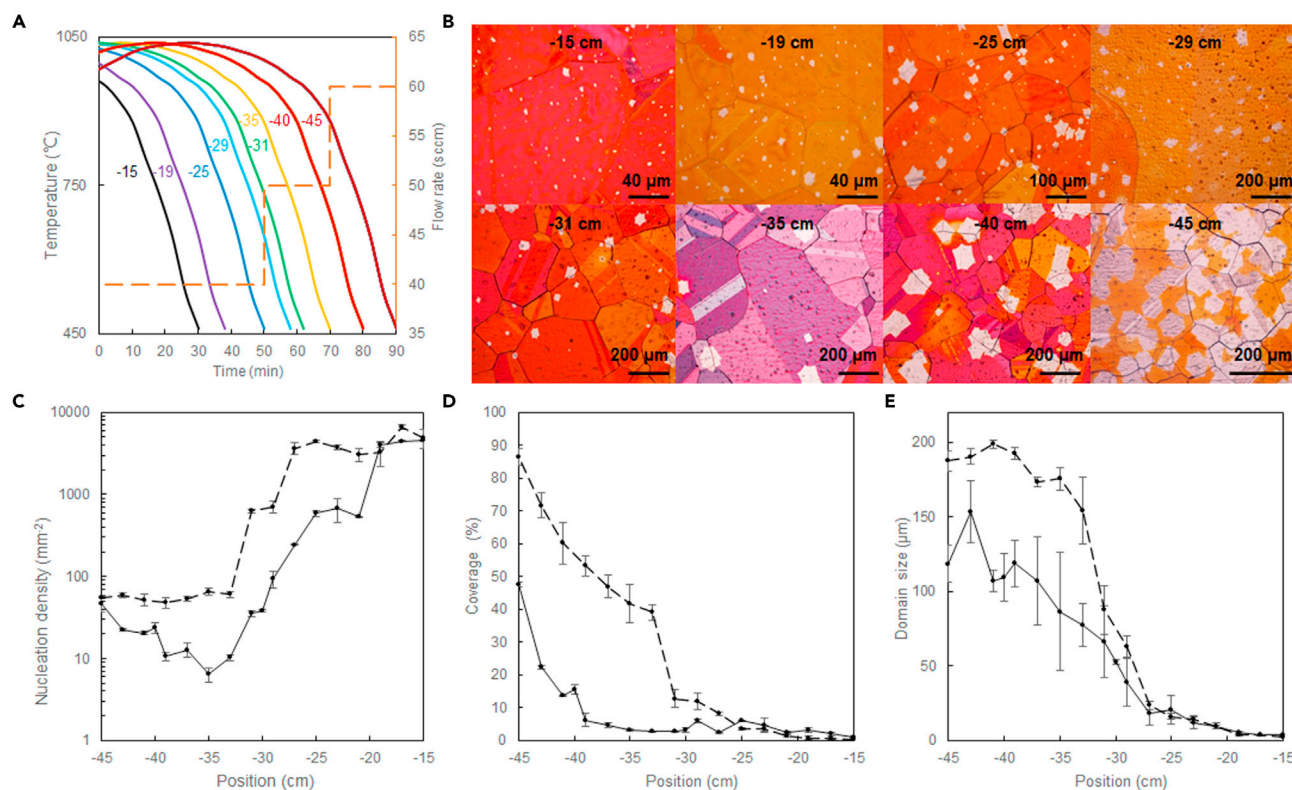 A
1050
750
450
Temperature (℃)
65
60
55
50
45
40
35
Flow rate (sccm)
-15
-19
-25
-29
-31
-35
-40
-45
0 10 20 30 40 50 60 70 80 90
Time (min)
B
-15 cm
40 µm
-19 cm
40 µm
-25 cm
100 µm
-29 cm
200 µm
-31 cm
200 µm
-35 cm
200 µm
-40 cm
200 µm
-45 cm
200 µm
C
10000
1000
100
10
1
Nucleation density (mm-2)
-45 -40 -35 -30 -25 -20 -15
Position (cm)
D
100
90
80
70
60
50
40
30
20
10
0
Coverage (%)
-45 -40 -35 -30 -25 -20 -15
Position (cm)
E
200
150
100
50
0
Domain size (µm)
-45 -40 -35 -30 -25 -20 -15
Position (cm)